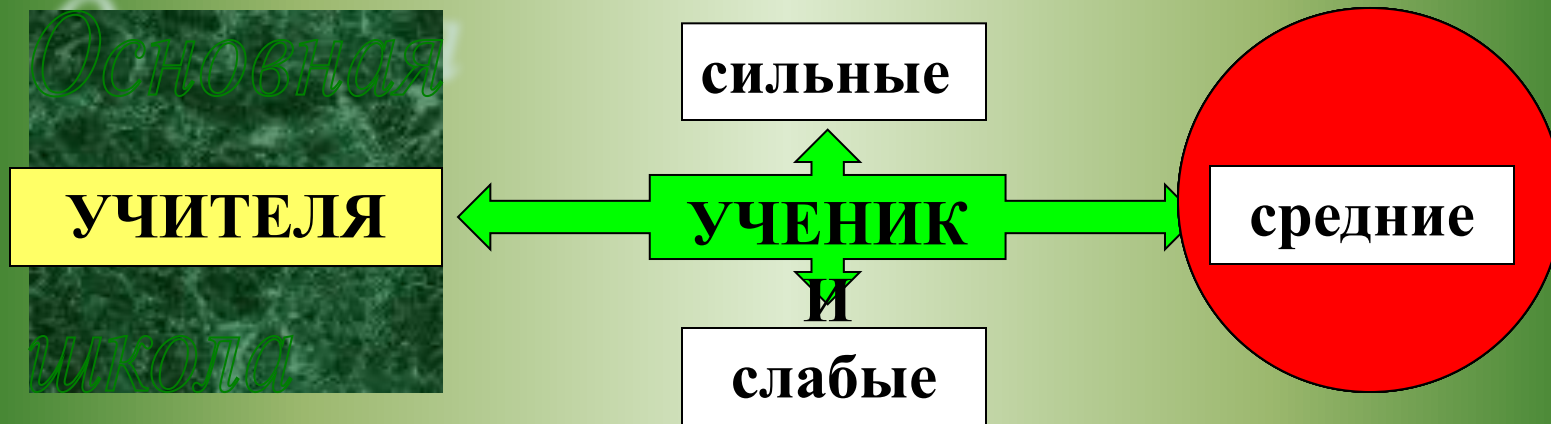 Основная
школа
УЧИТЕЛЯ
сильные
УЧЕНИК
И
слабые
средние